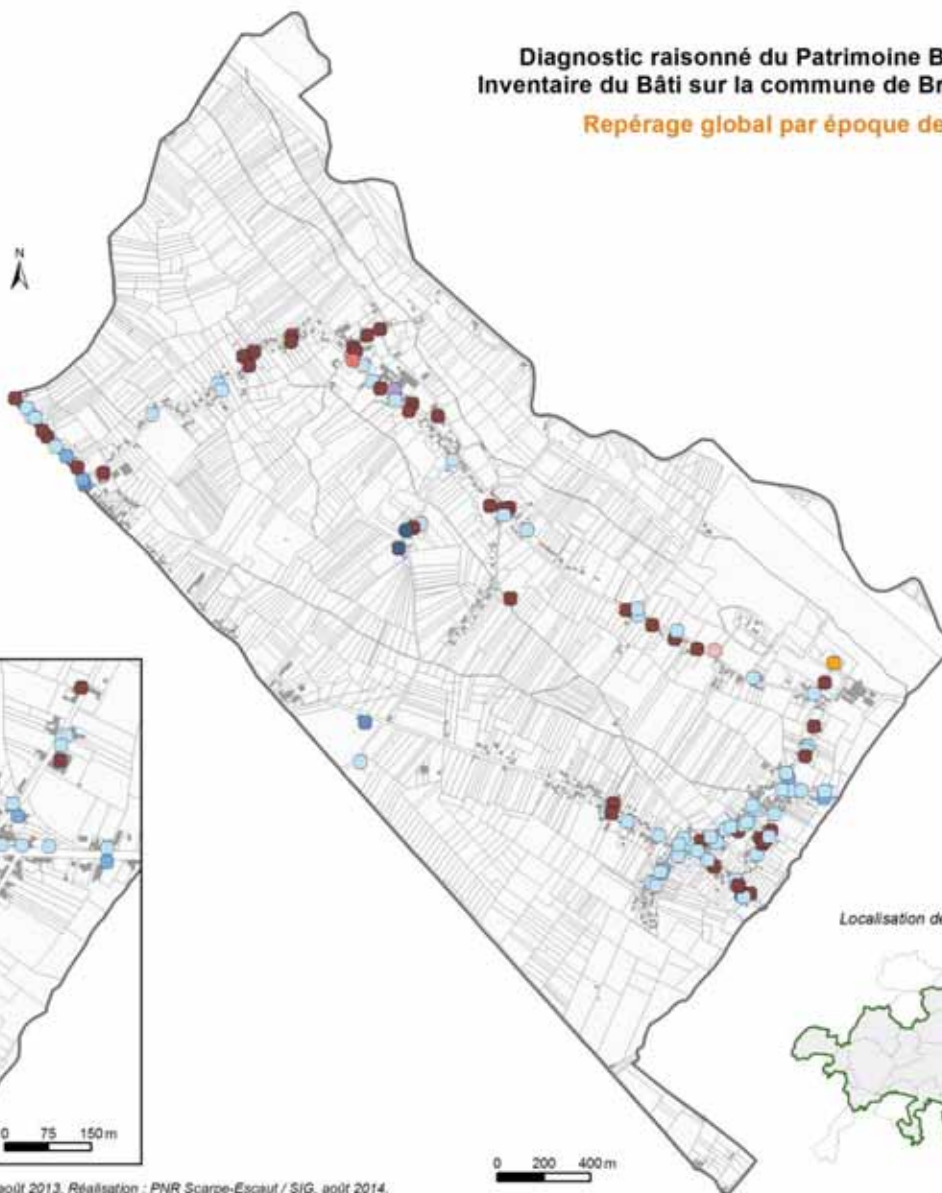 Diagnostic raisonné du Patrimoine B
Inventaire du Bâti sur la commune de Br
Repérage global par époque de
N
Localisation de
0 75 150 m
0 200 400 m
août 2013. Réalisation : PNR Scarpe-Escaut / SIG, août 2014.